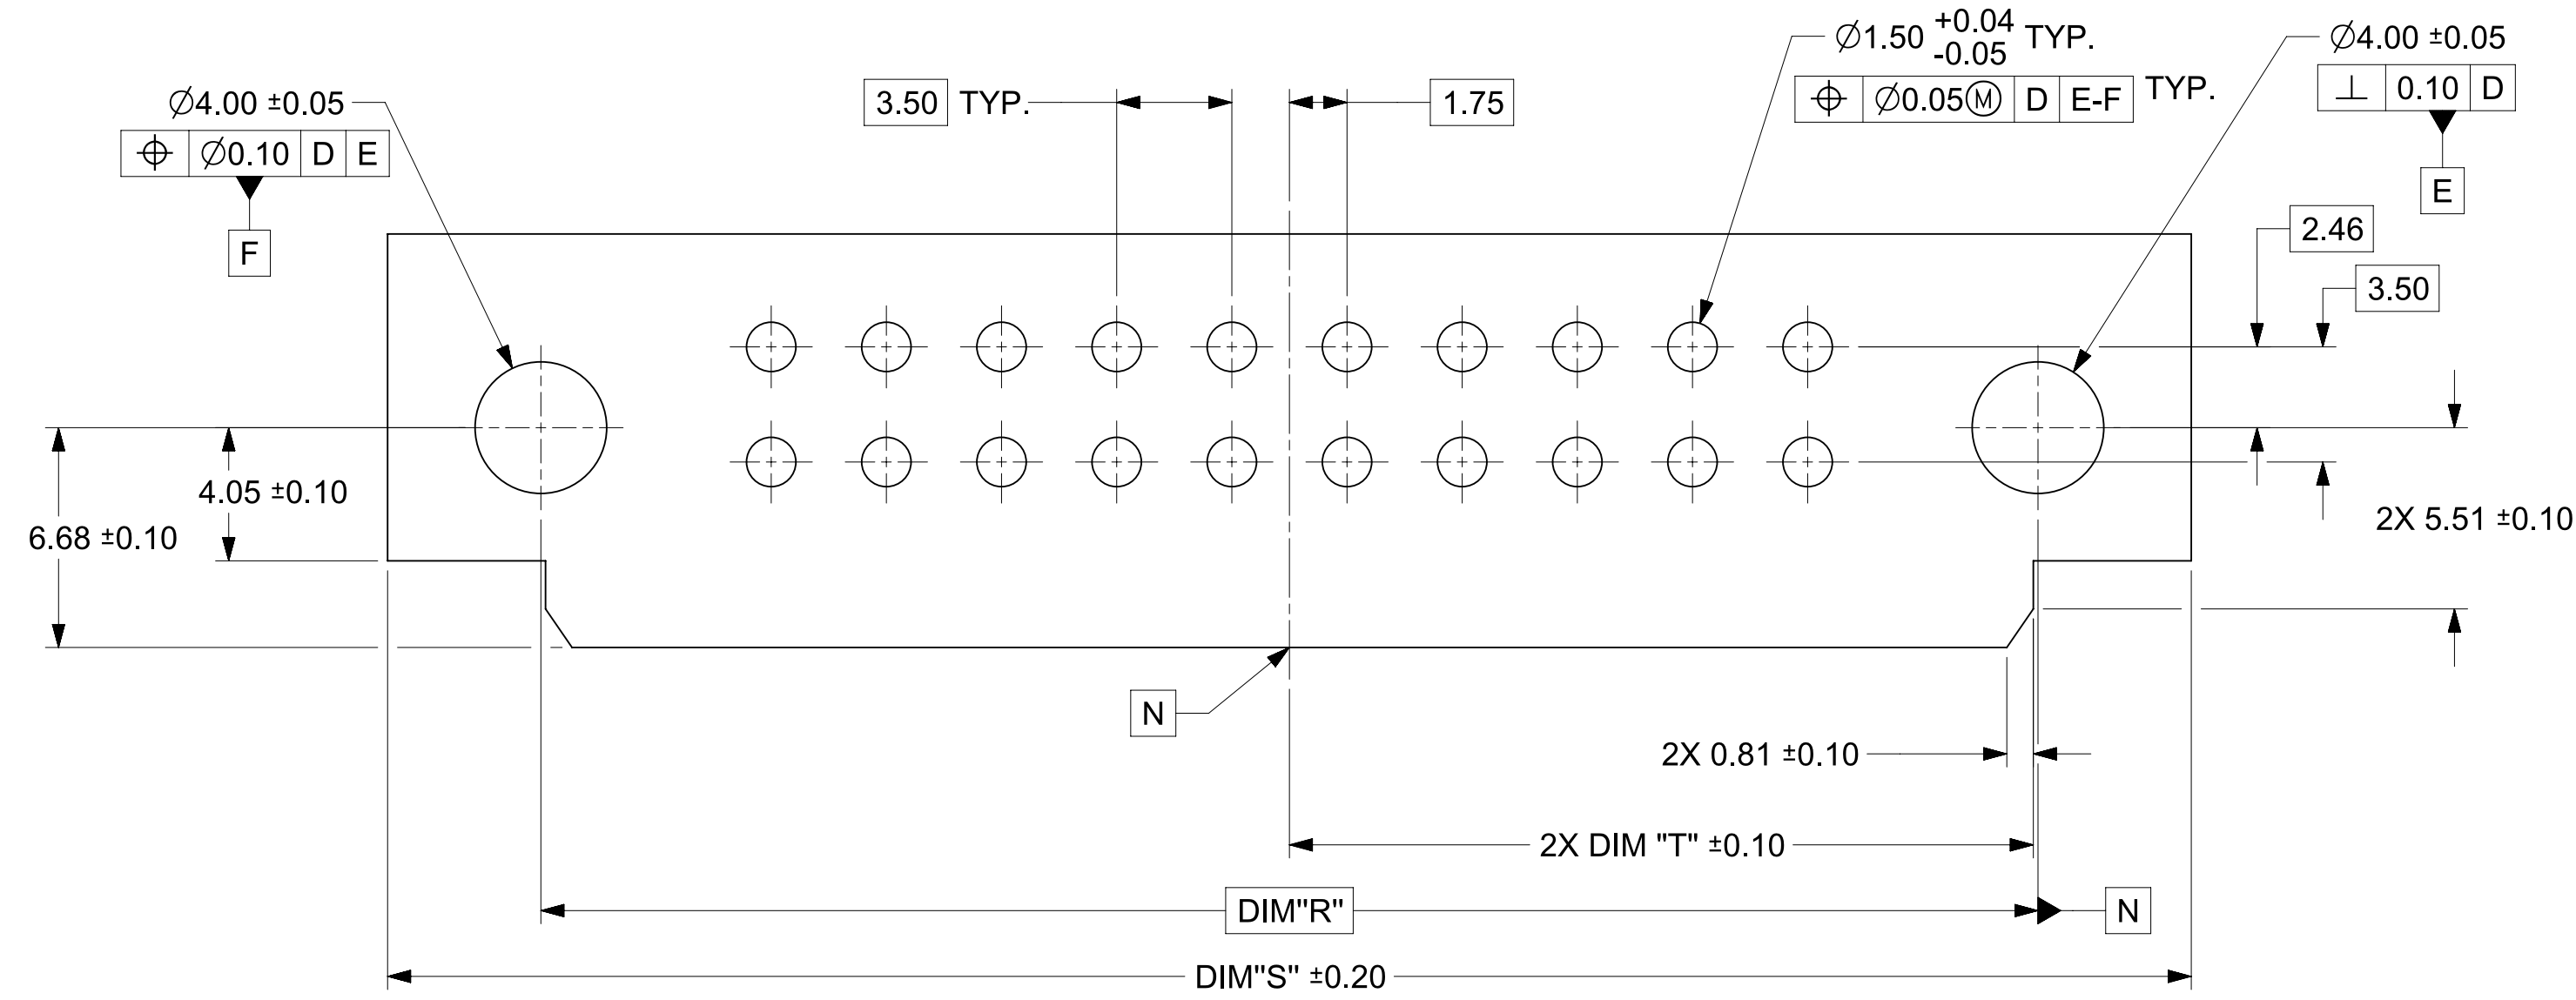 +0.04
Ø1.50 TYP.
-0.05
Ø4.00 ±0.05
⌖ Ø0.05Ⓜ D E-F TYP.
⊥ 0.10 D
Ø4.00 ±0.05
3.50 TYP.
1.75
⌖ Ø0.10 D E
E
F
2.46
3.50
4.05 ±0.10
6.68 ±0.10
2X 5.51 ±0.10
N
2X 0.81 ±0.10
2X DIM "T" ±0.10
DIM"R"
N
DIM"S" ±0.20